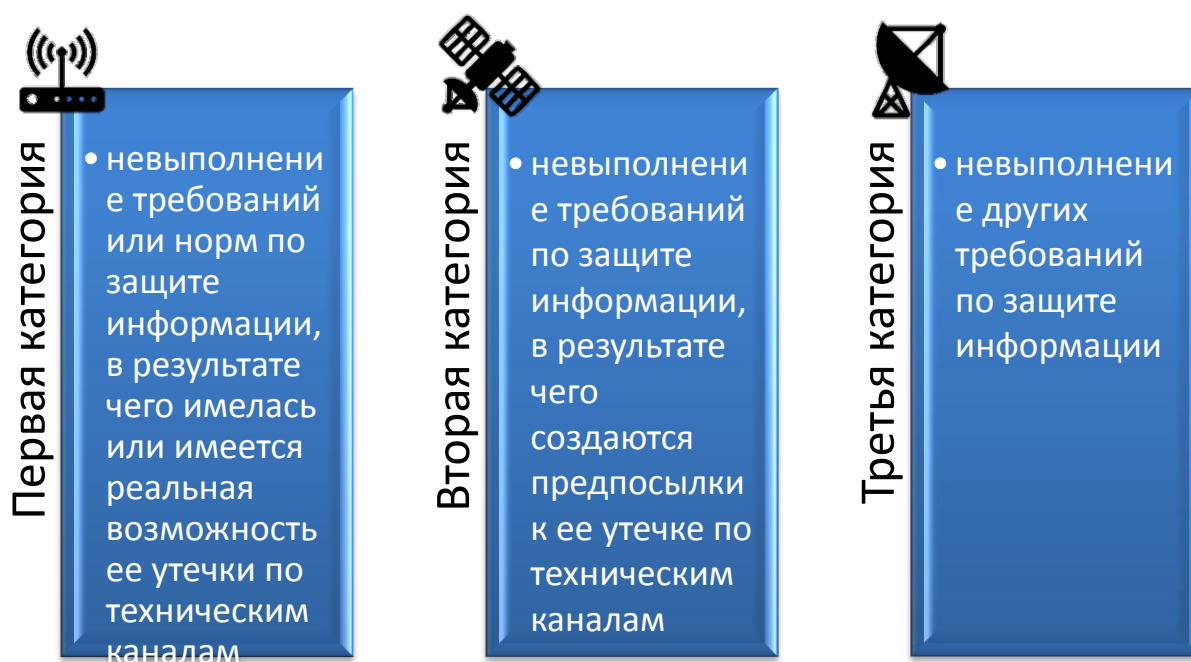 Первая категория
• невыполнени
е требований
или норм по
защите
информации,
в результате
чего имелась
или имеется
реальная
возможность
ее утечки по
техническим
каналам
Вторая категория
• невыполнени
е требований
по защите
информации,
в результате
чего
создаются
предпосылки
к ее утечке по
техническим
каналам
Третья категория
• невыполнени
е других
требований
по защите
информации